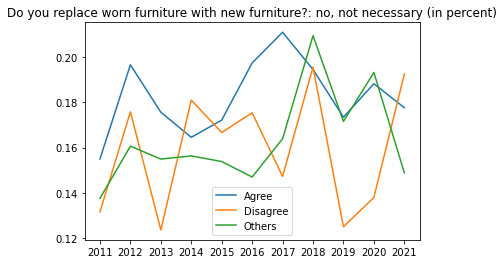 Do you replace worn furniture with new furniture?: no, not necessary (in percent)
0.20
0.18
0.16
0.14
0.12
Agree
Disagree
Others
2011 2012 2013 2014 2015 2016 2017 2018 2019 2020 2021